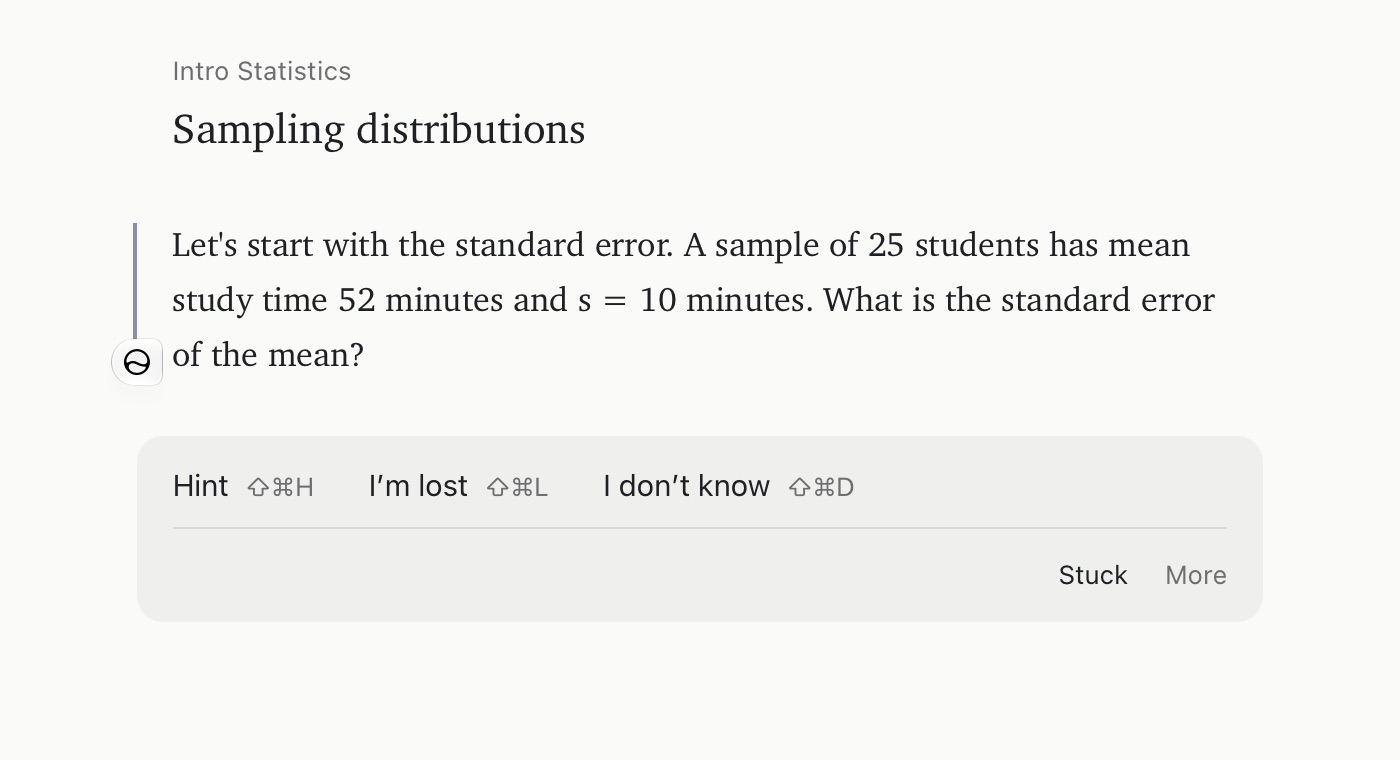 Intro Statistics
Sampling distributions
Let's start with the standard error. A sample of 25 students has mean
study time 52 minutes and s = 10 minutes. What is the standard error
of the mean?
Hint ⇧⌘H I’m lost ⇧⌘L I don’t know ⇧⌘D
Stuck More